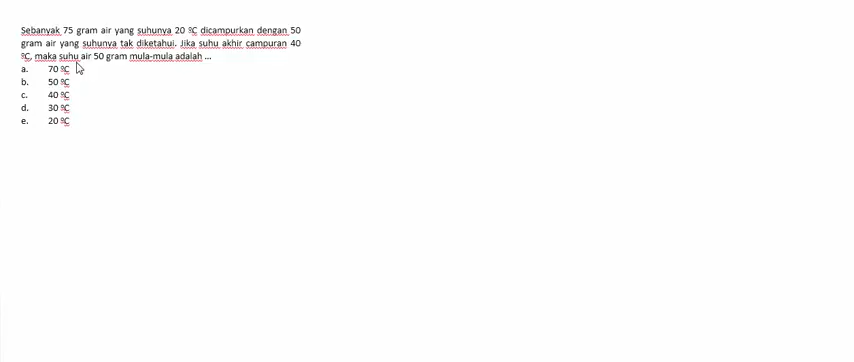 Sebanyak 75 gram air yang suhunya 20 ºC dicampurkan dengan 50
gram air yang suhunya tak diketahui. Jika suhu akhir campuran 40
ºC, maka suhu air 50 gram mula-mula adalah ...
a. 70 ºC
b. 50 ºC
c. 40 ºC
d. 30 ºC
e. 20 ºC